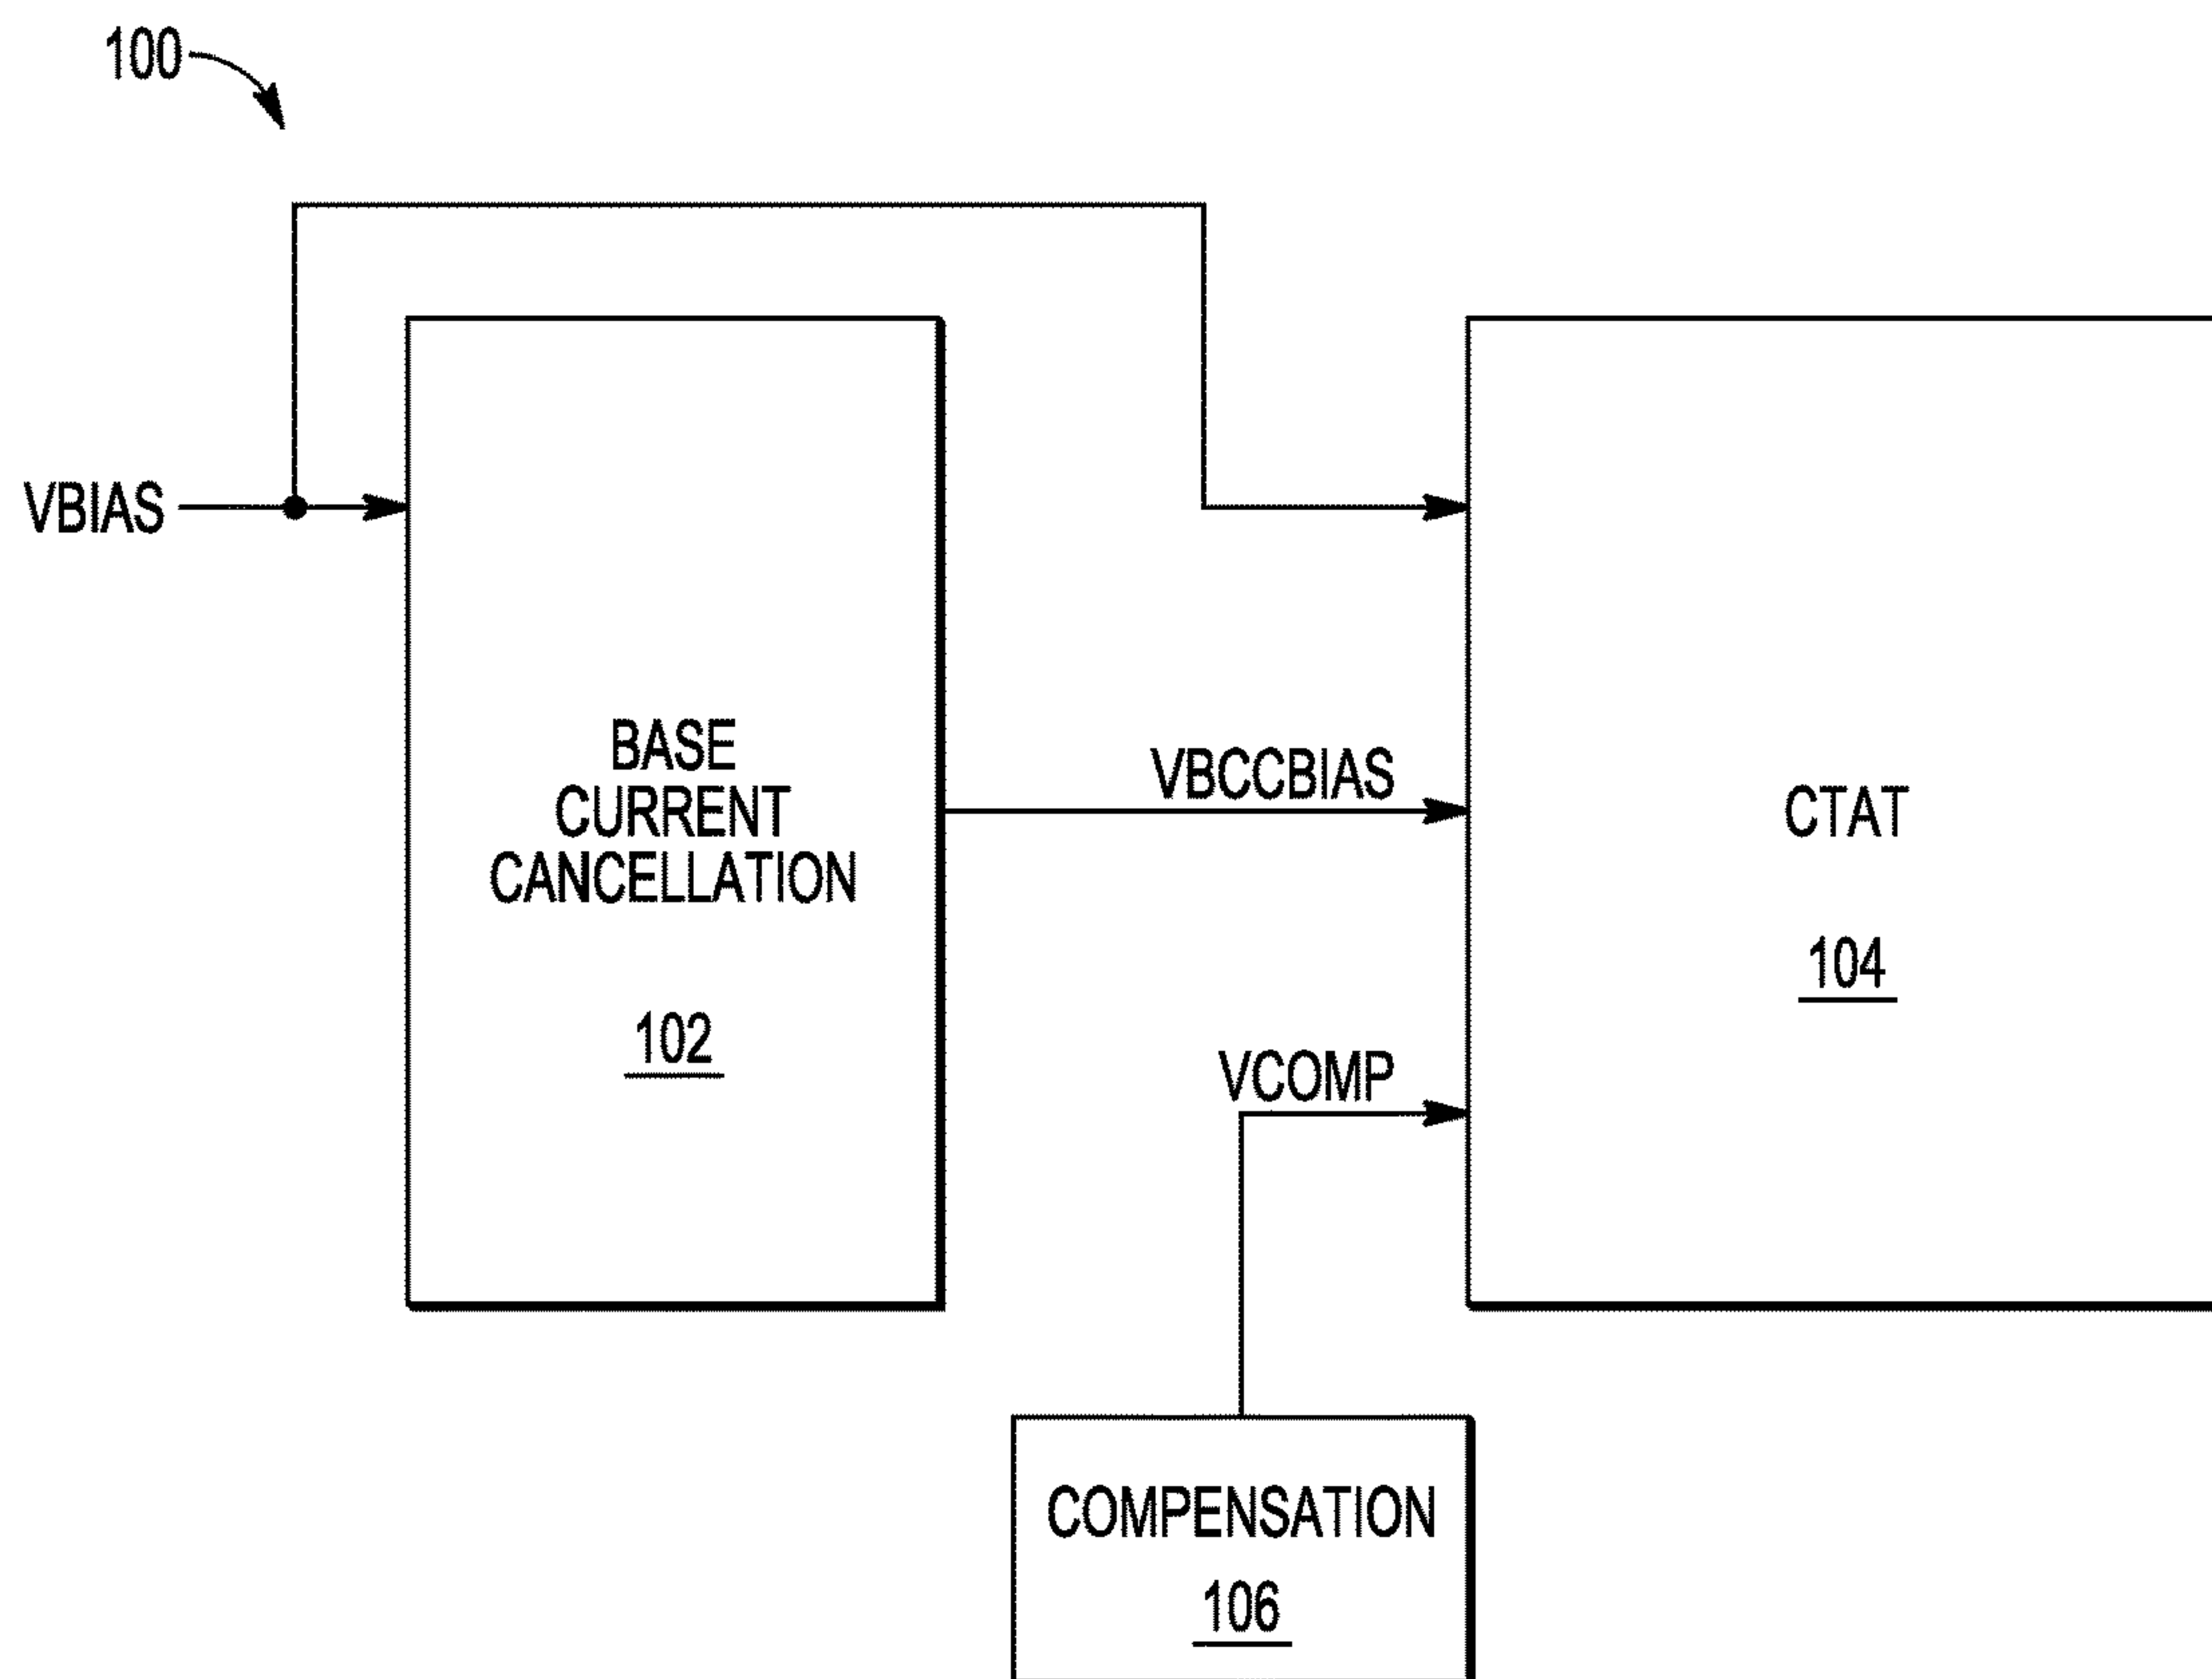 100
VBIAS
BASE
CURRENT
CANCELLATION
102
VBCCBIAS
VCOMP
CTAT
104
COMPENSATION
106